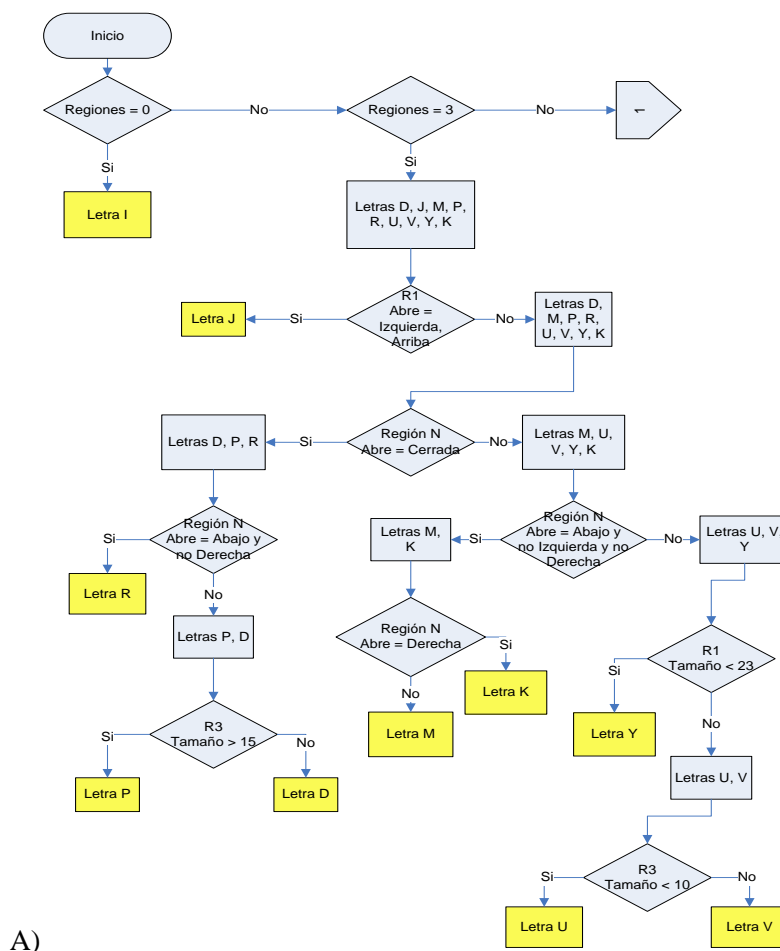 Inicio
Regiones = 0
No
Regiones = 3
No
1
Si
Si
Letra I
Letras D, J, M, P,
R, U, V, Y, K
R1
Abre =
Izquierda,
Arriba
Si
Letra J
No
Letras D,
M, P, R,
U, V, Y, K
Región N
Abre = Cerrada
Si
Letras D, P, R
No
Letras M, U,
V, Y, K
Región N
Abre = Abajo y
no Derecha
Si
Letra R
No
Letras P, D
R3
Tamaño > 15
Si
Letra P
No
Letra D
Región N
Abre = Abajo y
no Izquierda y no
Derecha
Si
Letras M,
K
No
Letras U, V,
Y
Región N
Abre = Derecha
Si
Letra K
No
Letra M
R1
Tamaño < 23
Si
Letra Y
No
Letras U, V
R3
Tamaño < 10
Si
Letra U
No
Letra V
A)